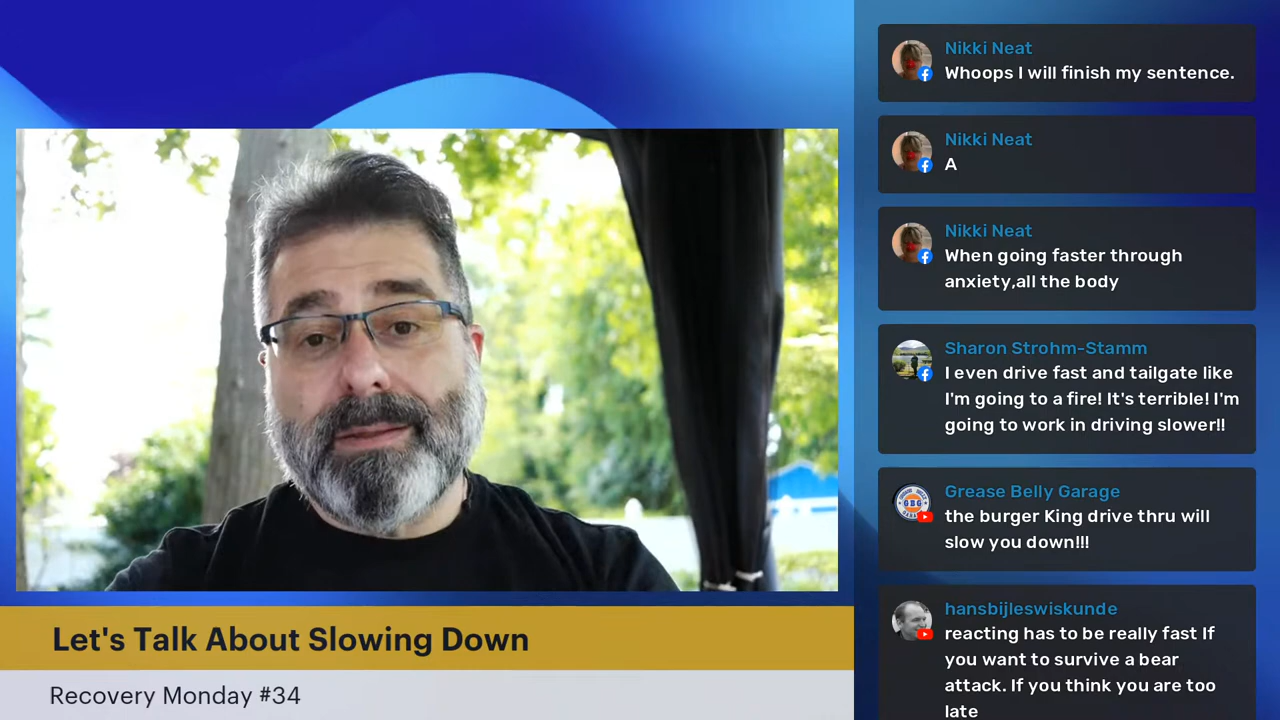 Nikki Neat
Whoops I will finish my sentence.
Nikki Neat
A
Nikki Neat
When going faster through
anxiety,all the body
Sharon Strohm-Stamm
I even drive fast and tailgate like
I'm going to a fire! It's terrible! I'm
going to work in driving slower!!
Grease Belly Garage
GBG
the burger King drive thru will
slow you down!!!
hansbijleswiskunde
reacting has to be really fast If
you want to survive a bear
attack. If you think you are too
late
Let's Talk About Slowing Down
Recovery Monday #34